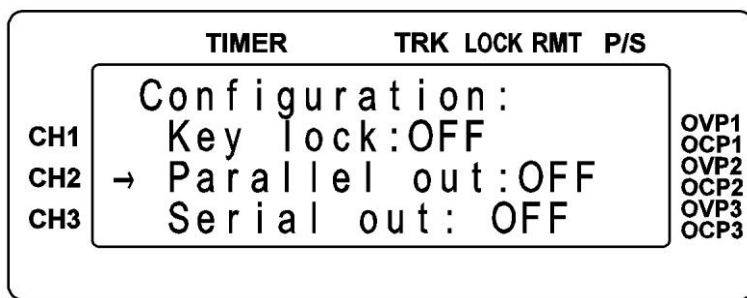 TIMER TRK LOCK RMT P/S
Configuration:
CH1 Key lock:OFF OVP1
OCP1
CH2 → Parallel out:OFF OVP2
OCP2
CH3 Serial out: OFF OVP3
OCP3